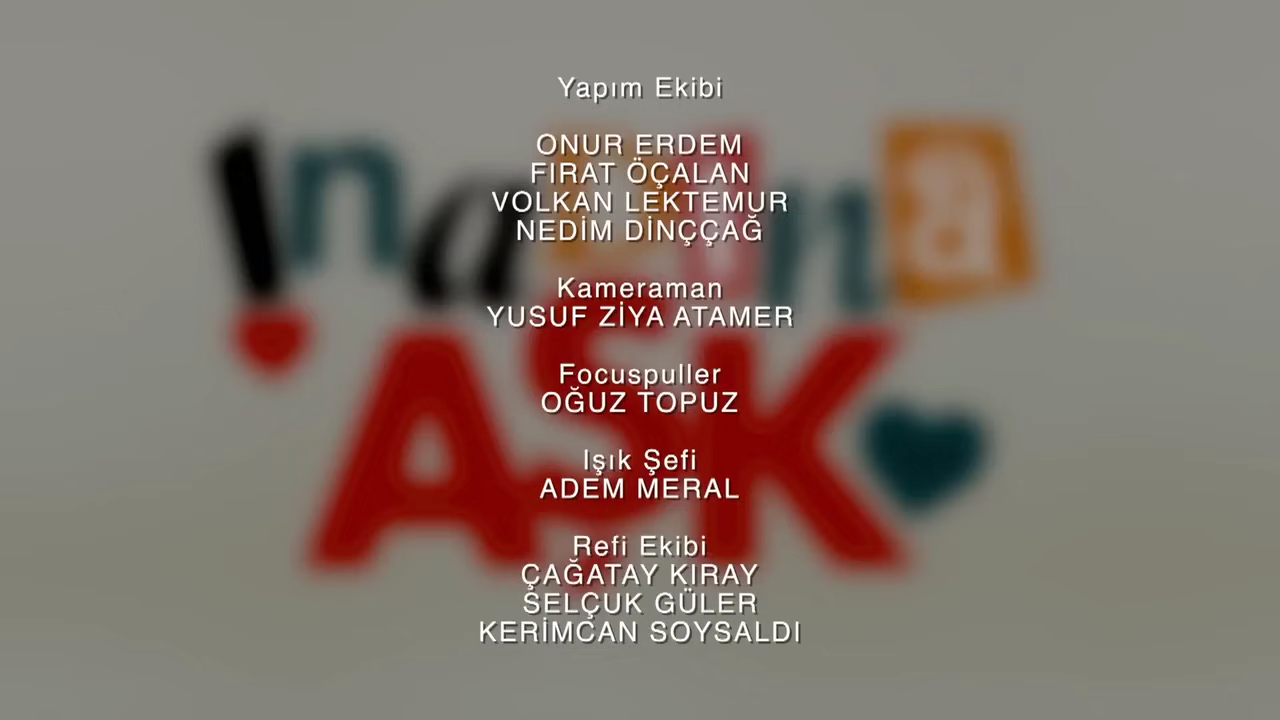 Yapım Ekibi
ONUR ERDEM
FIRAT ÖÇALAN
VOLKAN LEKTEMUR
NEDİM DİNÇÇAĞ
Kameraman
YUSUF ZİYA ATAMER
Focuspuller
OĞUZ TOPUZ
Işık Şefi
ADEM MERAL
Refi Ekibi
ÇAĞATAY KIRAY
SELÇUK GÜLER
KERİMCAN SOYSALDI
AŞK